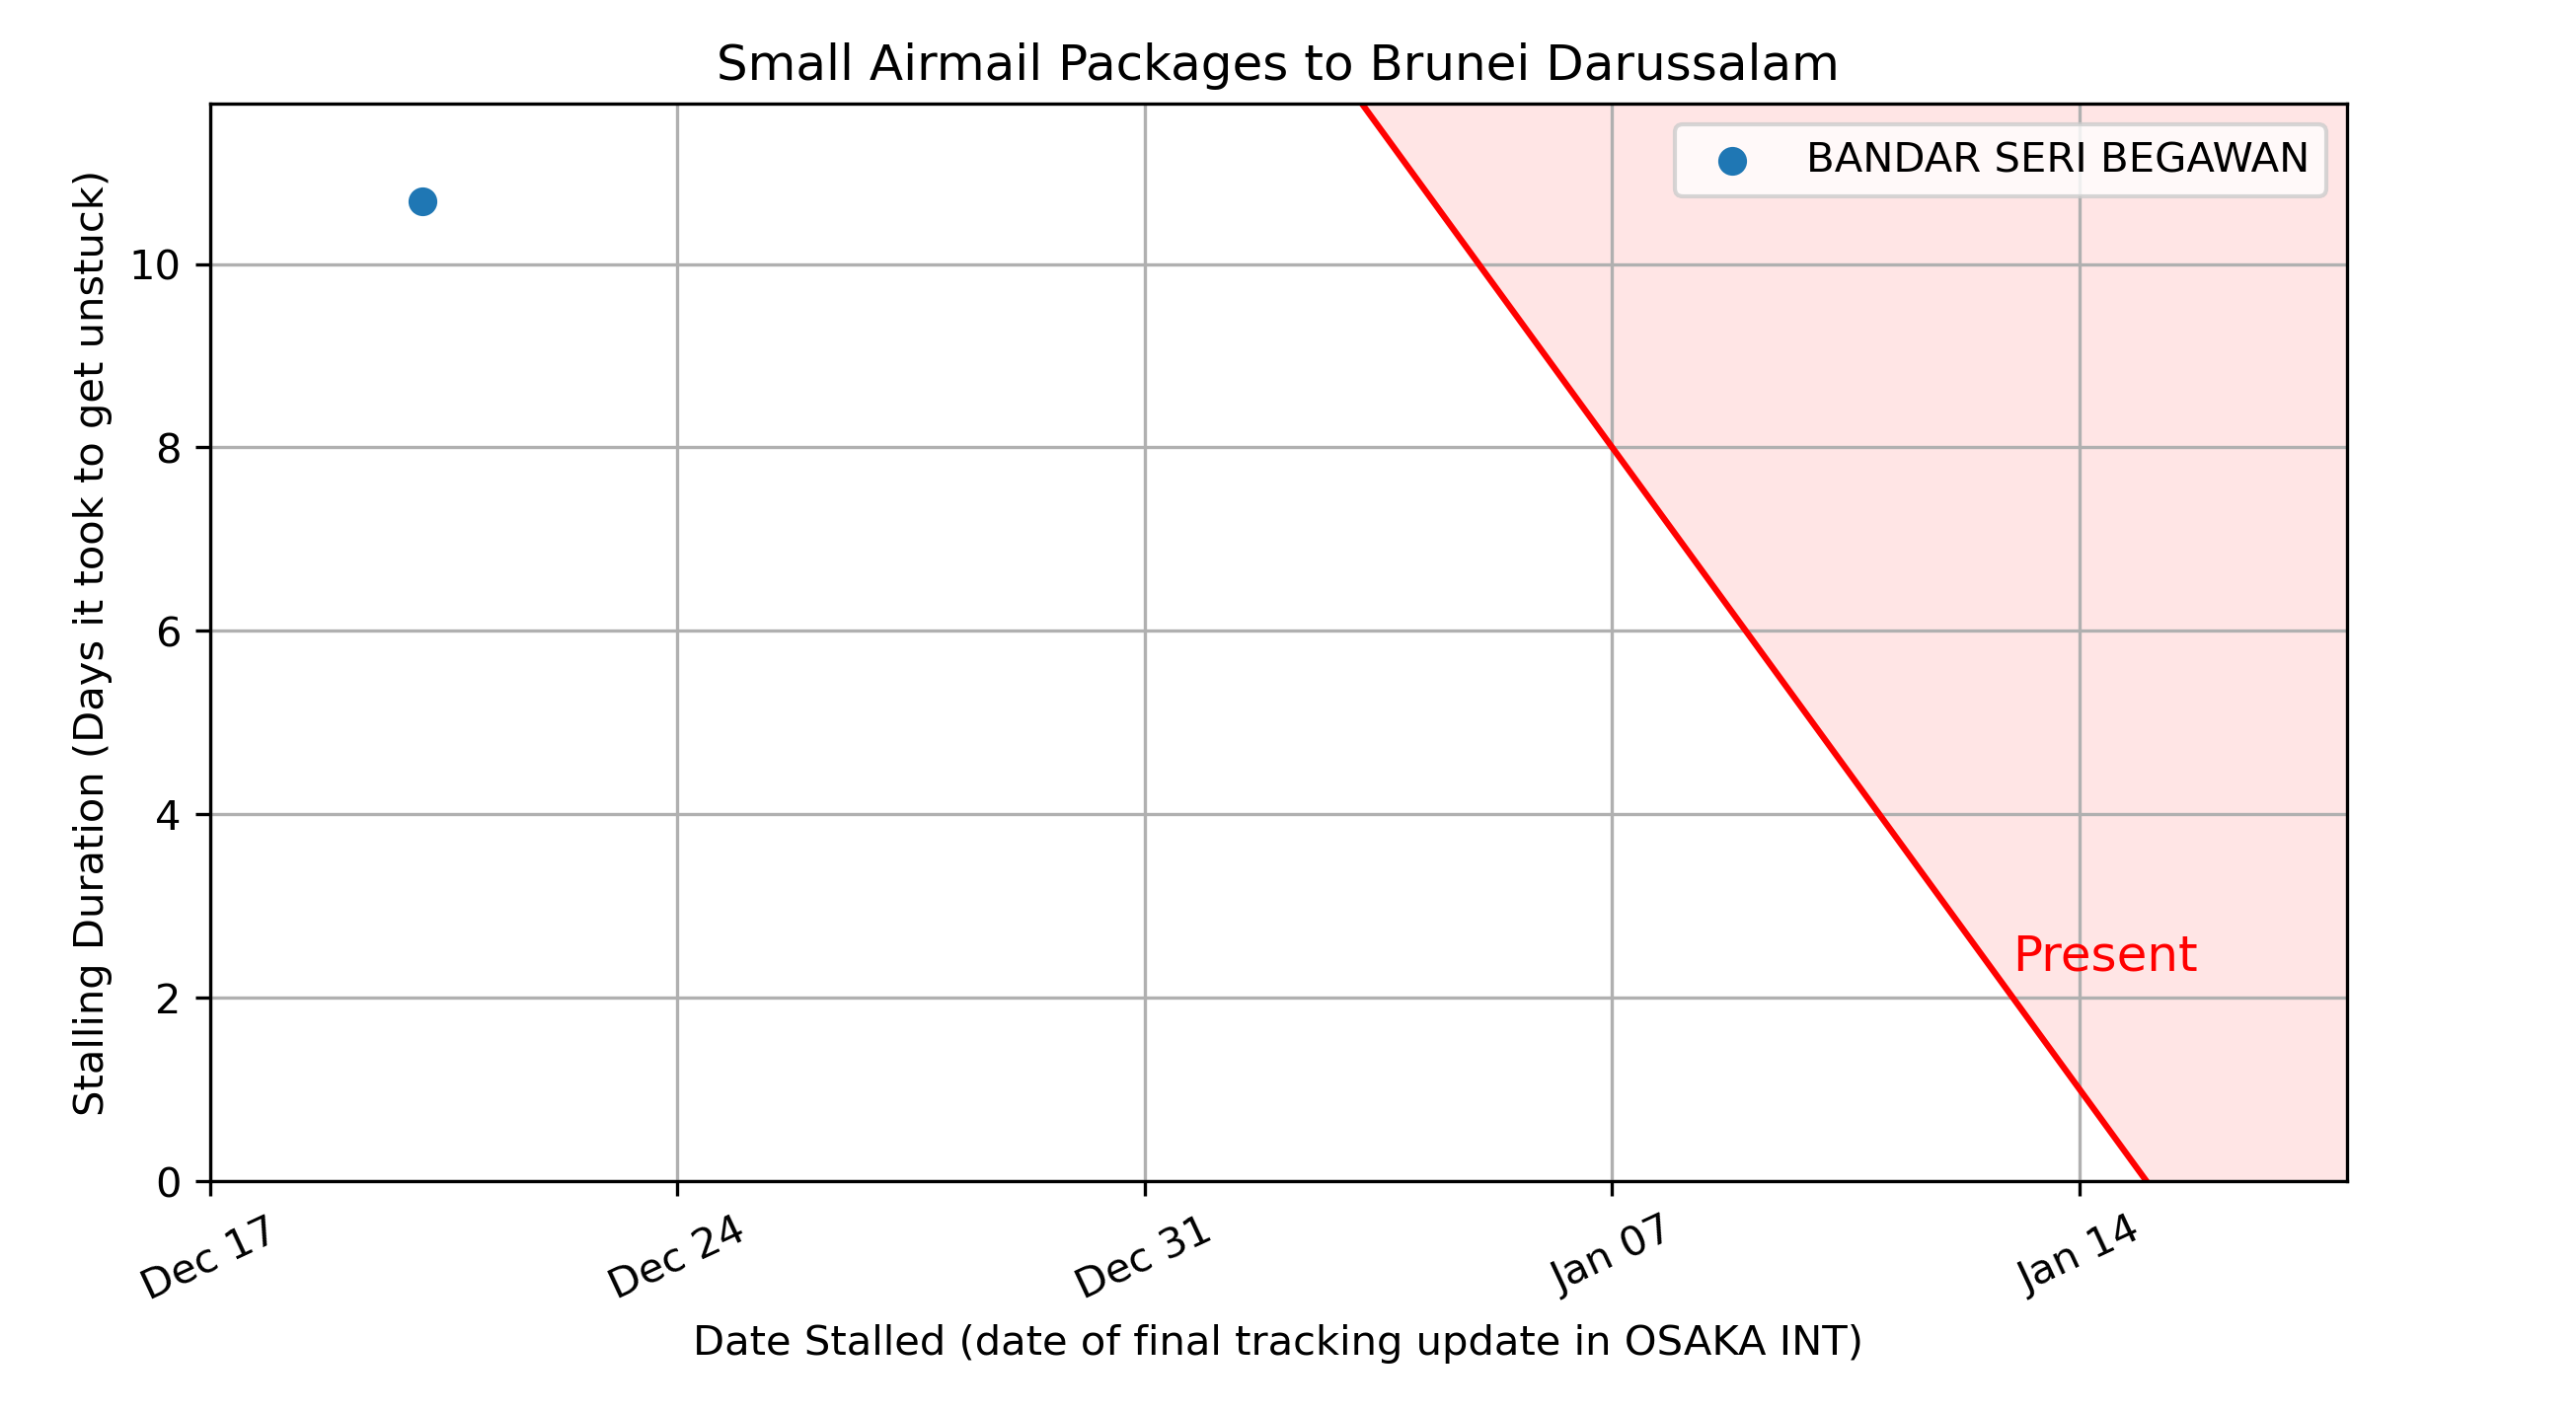 Small Airmail Packages to Brunei Darussalam
BANDAR SERI BEGAWAN
Stalling Duration (Days it took to get unstuck)
10
8
6
4
2
0
Present
Dec 17
Dec 24
Dec 31
Jan 07
Jan 14
Date Stalled (date of final tracking update in OSAKA INT)